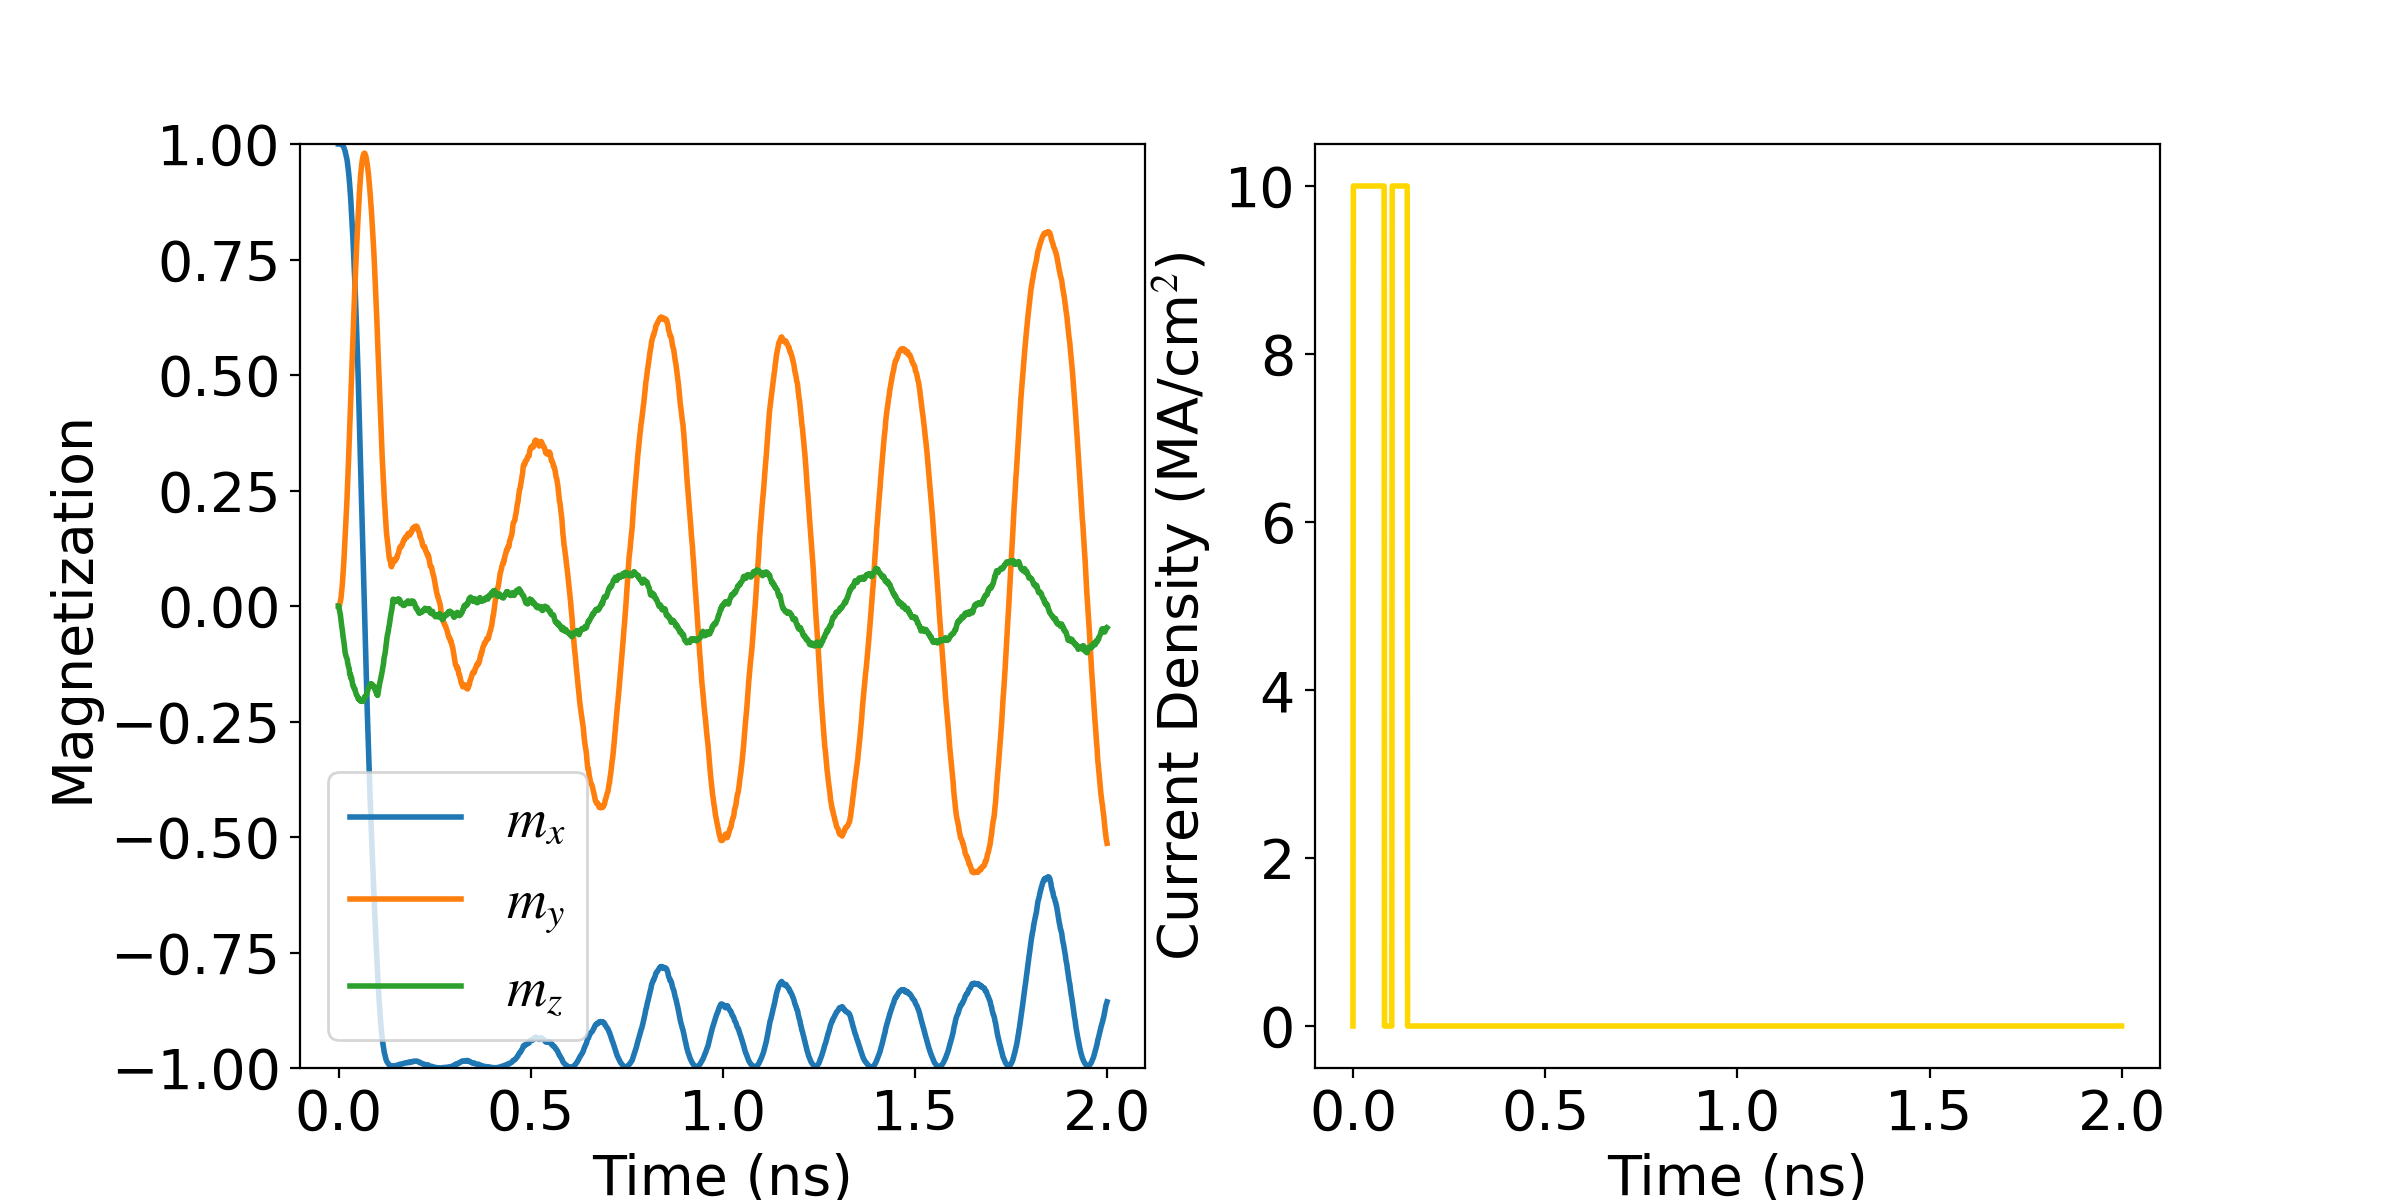 Magnetization
1.00
0.75
0.50
0.25
0.00
−0.25
−0.50
−0.75
−1.00
0.0 0.5 1.0 1.5 2.0
Time (ns)
m_x
m_y
m_z
Current Density (MA/cm²)
10
8
6
4
2
0
0.0 0.5 1.0 1.5 2.0
Time (ns)